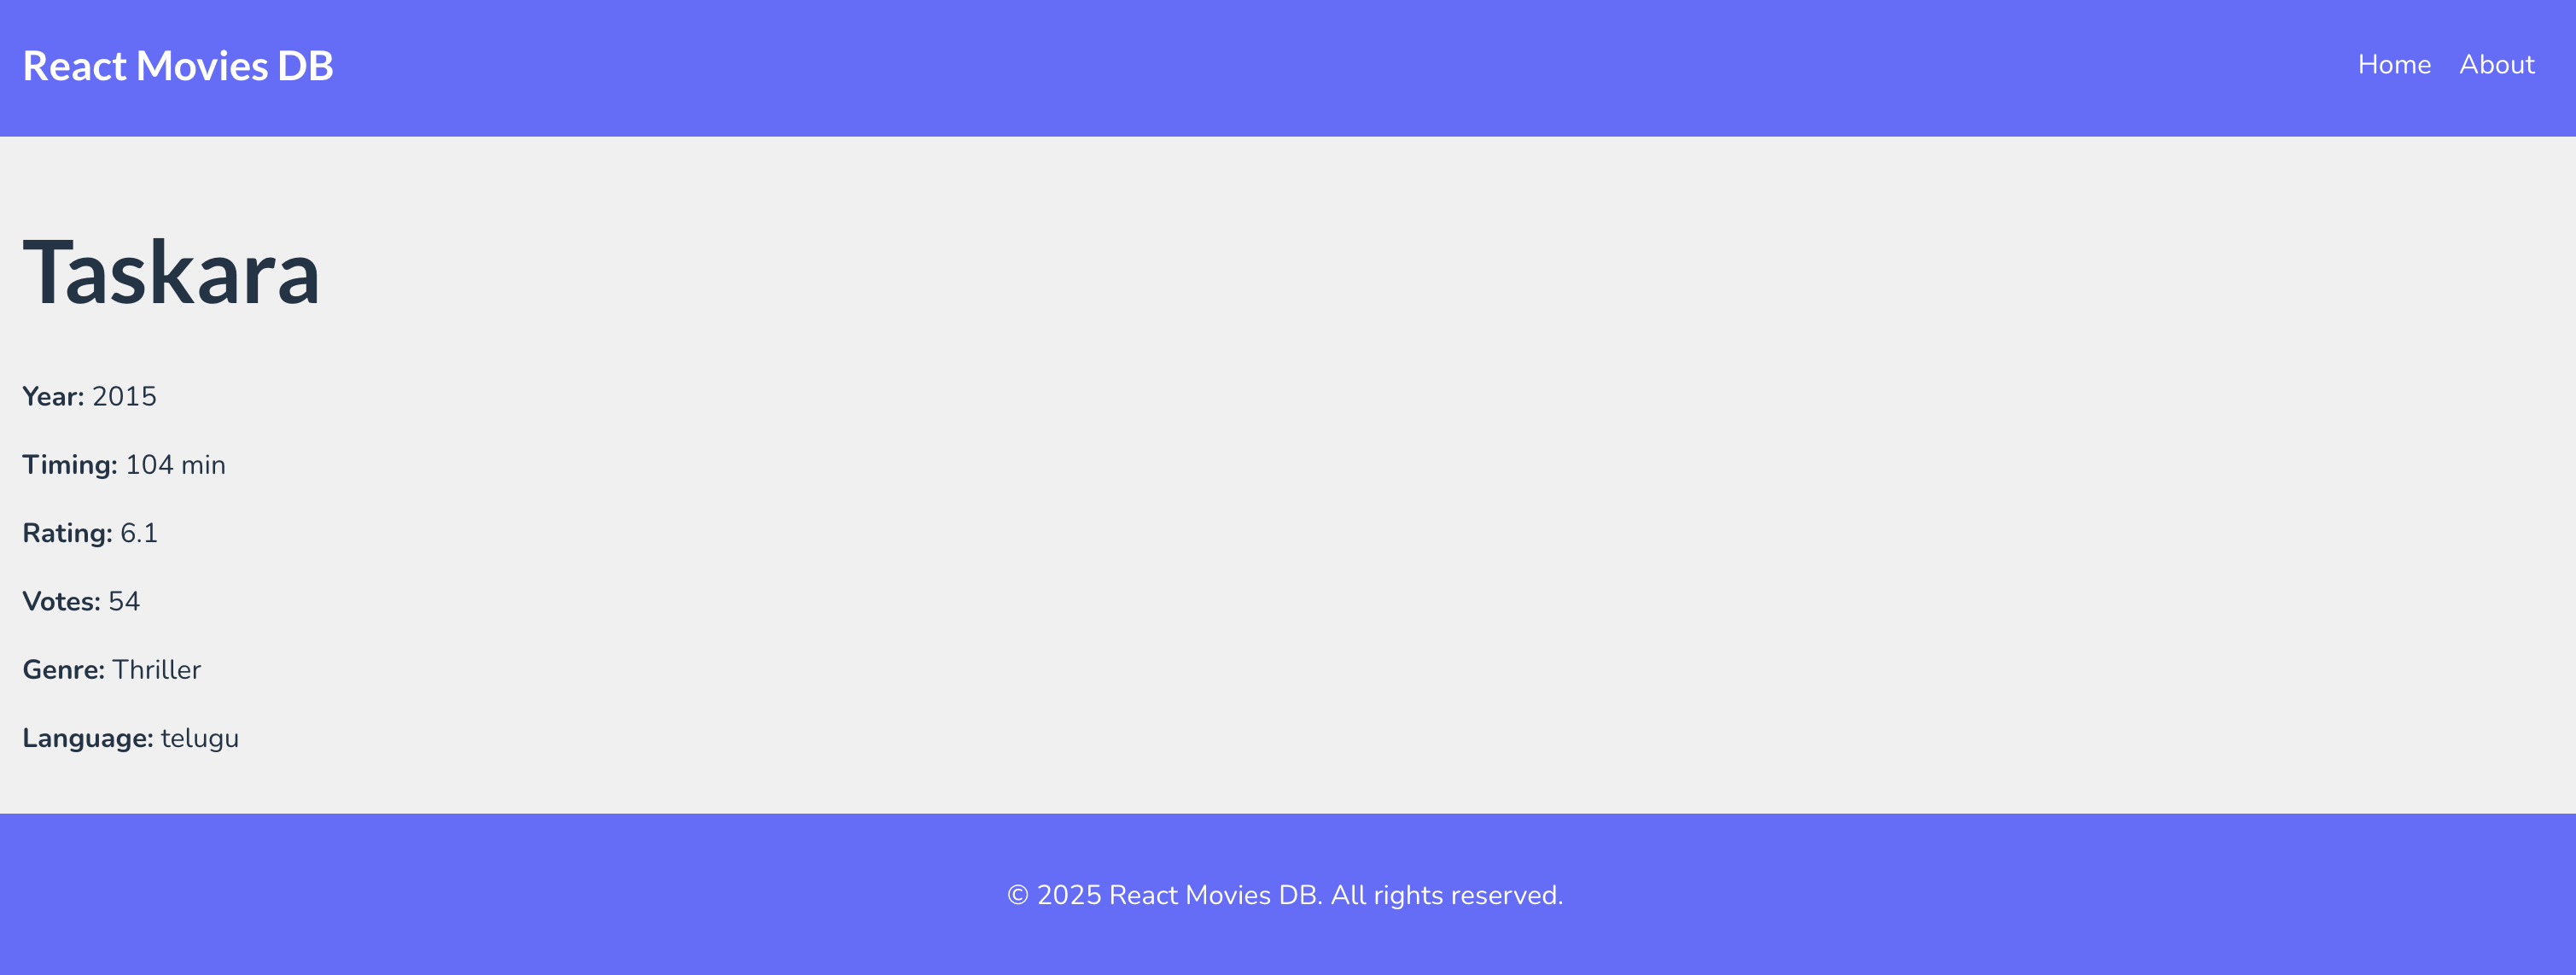 React Movies DB
Home About
Taskara
Year: 2015
Timing: 104 min
Rating: 6.1
Votes: 54
Genre: Thriller
Language: telugu
© 2025 React Movies DB. All rights reserved.